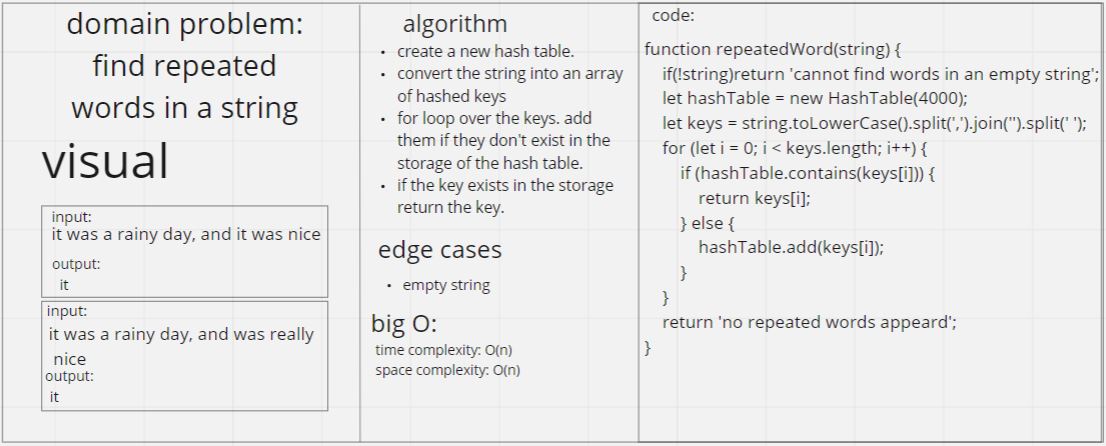 domain problem:
find repeated
words in a string
visual
input:
it was a rainy day, and it was nice
output:
it
input:
it was a rainy day, and was really
nice
output:
it
algorithm
• create a new hash table.
• convert the string into an array
of hashed keys
• for loop over the keys. add
them if they don't exist in the
storage of the hash table.
• if the key exists in the storage
return the key.
edge cases
• empty string
big O:
time complexity: O(n)
space complexity: O(n)
code:
function repeatedWord(string) {
if(!string)return 'cannot find words in an empty string';
let hashTable = new HashTable(4000);
let keys = string.toLowerCase().split(',').join('').split(' ');
for (let i = 0; i < keys.length; i++) {
if (hashTable.contains(keys[i])) {
return keys[i];
} else {
hashTable.add(keys[i]);
}
}
return 'no repeated words appeard';
}